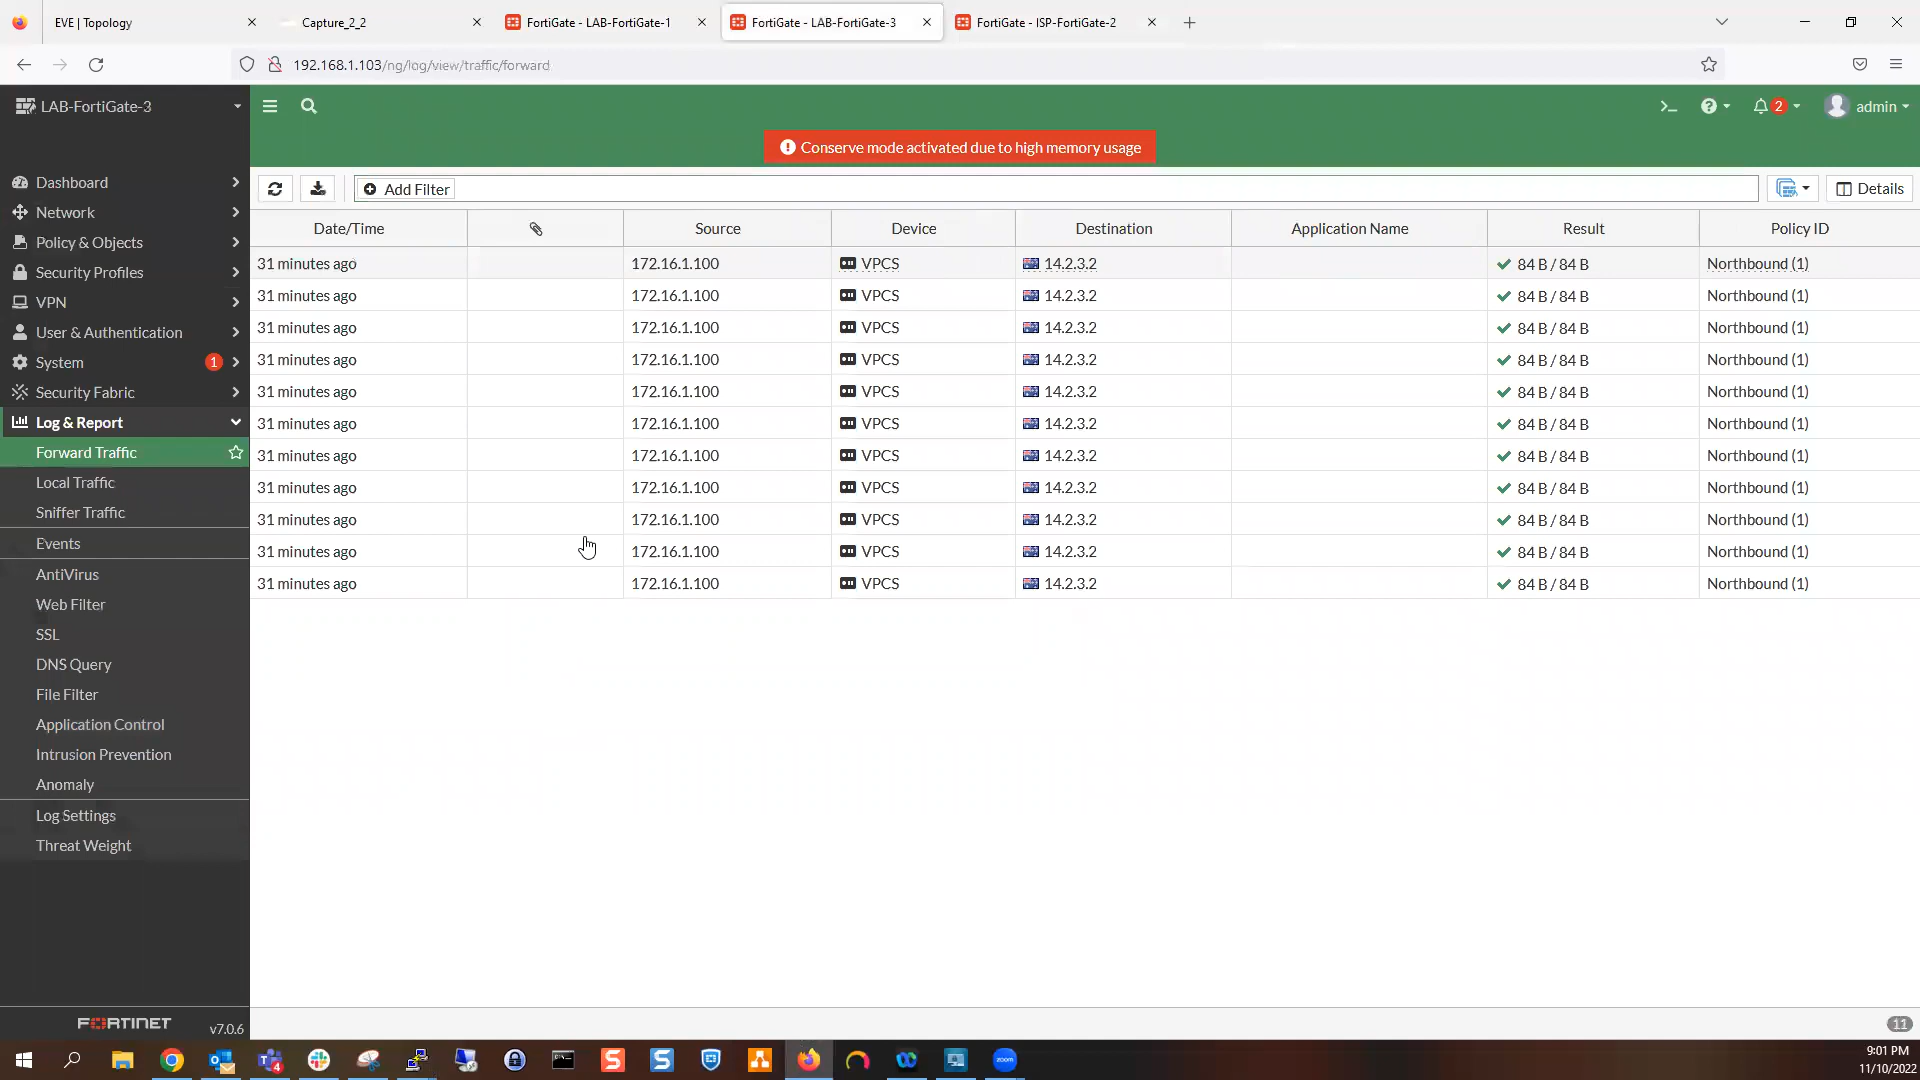 EVE | Topology
Capture_2_2
FortiGate - LAB-FortiGate-1
FortiGate - LAB-FortiGate-3
FortiGate - ISP-FortiGate-2
192.168.1.103/ng/log/view/traffic/forward
LAB-FortiGate-3
2
admin
Conserve mode activated due to high memory usage
Dashboard
Network
Policy & Objects
Security Profiles
VPN
User & Authentication
System 1
Security Fabric
Log & Report
Forward Traffic
Local Traffic
Sniffer Traffic
Events
AntiVirus
Web Filter
SSL
DNS Query
File Filter
Application Control
Intrusion Prevention
Anomaly
Log Settings
Threat Weight
FORTINET v7.0.6
Add Filter
Details
Date/Time Source Device Destination Application Name Result Policy ID
31 minutes ago 172.16.1.100 VPCS 14.2.3.2 84 B / 84 B Northbound (1)
31 minutes ago 172.16.1.100 VPCS 14.2.3.2 84 B / 84 B Northbound (1)
31 minutes ago 172.16.1.100 VPCS 14.2.3.2 84 B / 84 B Northbound (1)
31 minutes ago 172.16.1.100 VPCS 14.2.3.2 84 B / 84 B Northbound (1)
31 minutes ago 172.16.1.100 VPCS 14.2.3.2 84 B / 84 B Northbound (1)
31 minutes ago 172.16.1.100 VPCS 14.2.3.2 84 B / 84 B Northbound (1)
31 minutes ago 172.16.1.100 VPCS 14.2.3.2 84 B / 84 B Northbound (1)
31 minutes ago 172.16.1.100 VPCS 14.2.3.2 84 B / 84 B Northbound (1)
31 minutes ago 172.16.1.100 VPCS 14.2.3.2 84 B / 84 B Northbound (1)
31 minutes ago 172.16.1.100 VPCS 14.2.3.2 84 B / 84 B Northbound (1)
31 minutes ago 172.16.1.100 VPCS 14.2.3.2 84 B / 84 B Northbound (1)
11
4
S
S
zoom
9:01 PM
11/10/2022